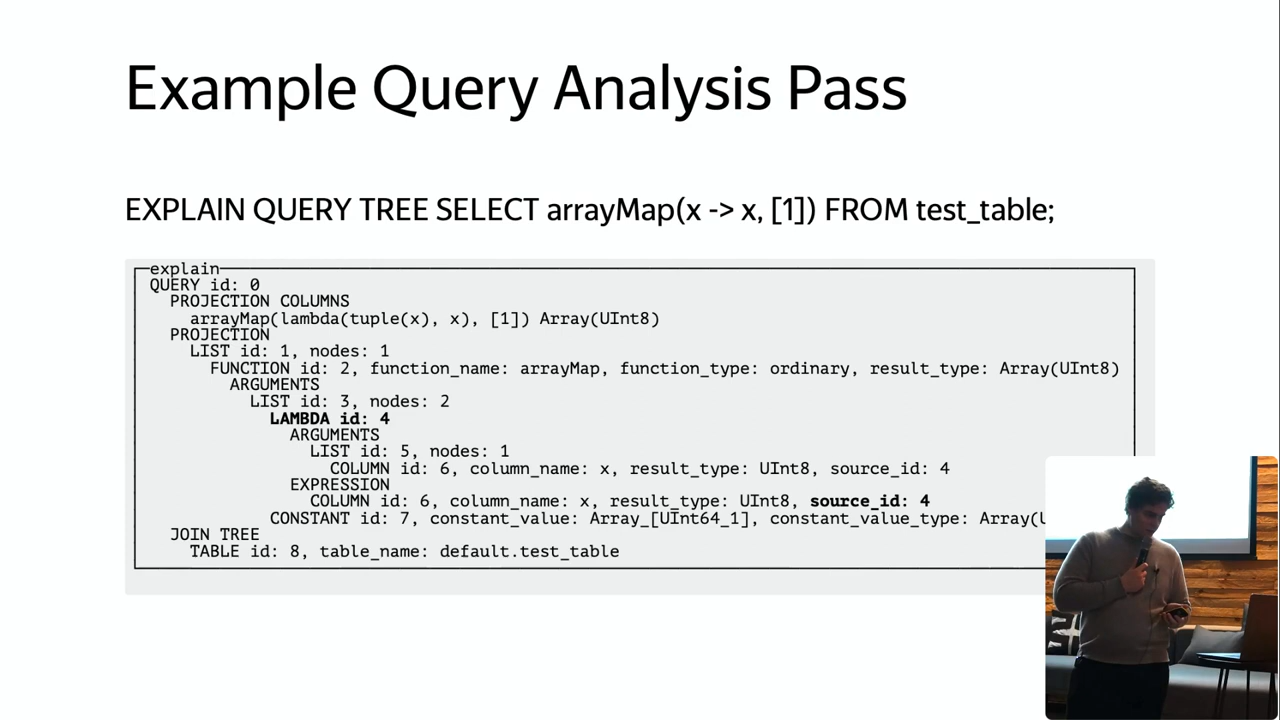 Example Query Analysis Pass
EXPLAIN QUERY TREE SELECT arrayMap(x -> x, [1]) FROM test_table;
explain
QUERY id: 0
PROJECTION COLUMNS
arrayMap(lambda(tuple(x), x), [1]) Array(UInt8)
PROJECTION
LIST id: 1, nodes: 1
FUNCTION id: 2, function_name: arrayMap, function_type: ordinary, result_type: Array(UInt8)
ARGUMENTS
LIST id: 3, nodes: 2
LAMBDA id: 4
ARGUMENTS
LIST id: 5, nodes: 1
COLUMN id: 6, column_name: x, result_type: UInt8, source_id: 4
EXPRESSION
COLUMN id: 6, column_name: x, result_type: UInt8, source_id: 4
CONSTANT id: 7, constant_value: Array_[UInt64_1], constant_value_type: Array(U
JOIN TREE
TABLE id: 8, table_name: default.test_table